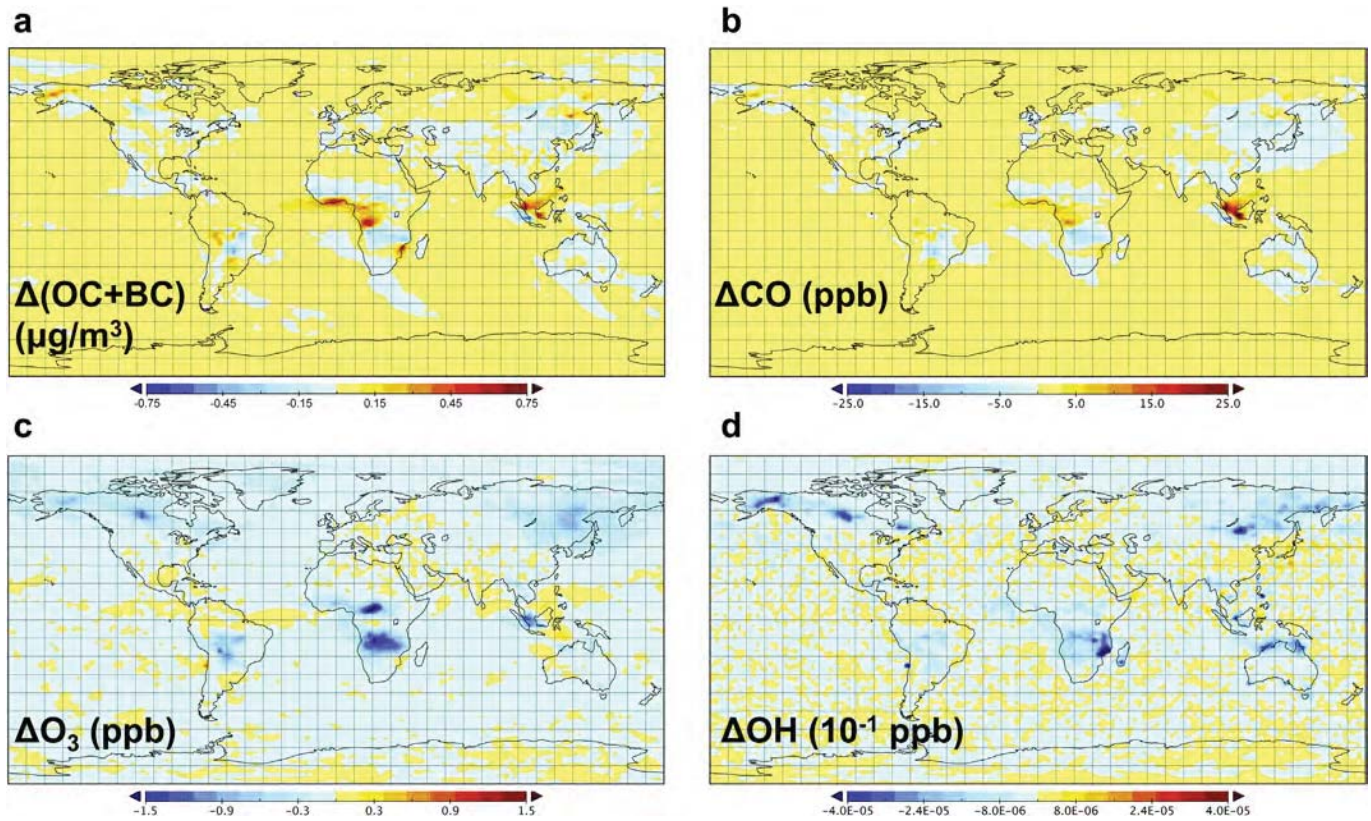 a
b
Δ(OC+BC)
(μg/m³)
-0.75 -0.45 -0.15 0.15 0.45 0.75
ΔCO (ppb)
-25.0 -15.0 -5.0 5.0 15.0 25.0
c
d
ΔO₃ (ppb)
-1.5 -0.9 -0.3 0.3 0.9 1.5
ΔOH (10⁻¹ ppb)
-4.0E-05 -2.4E-05 -8.0E-06 8.0E-06 2.4E-05 4.0E-05